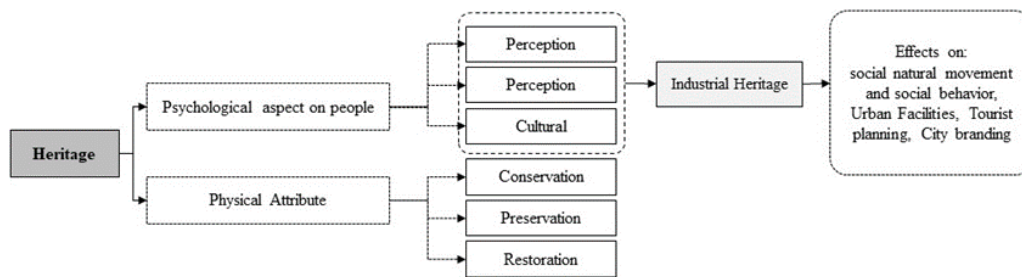 Heritage
Psychological aspect on people
Physical Attribute
Perception
Perception
Cultural
Conservation
Preservation
Restoration
Industrial Heritage
Effects on:
social natural movement
and social behavior,
Urban Facilities, Tourist
planning, City branding